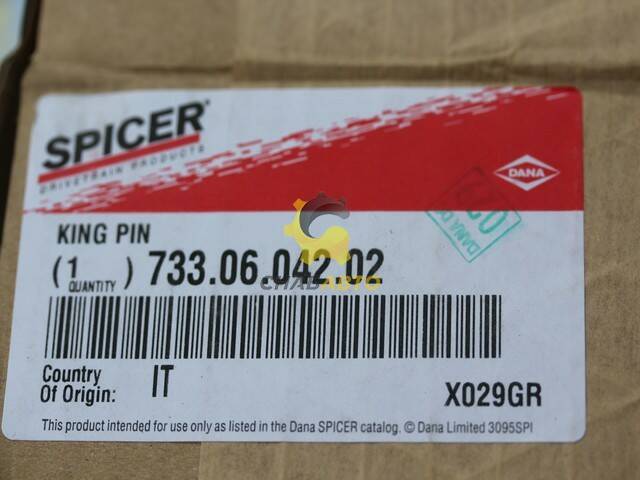 SPICER®
DRIVETRAIN PRODUCTS
DANA
KING PIN
(1) 733.06.042.02
QUANTITY
СНАБАВТО
Country
Of Origin: IT
X029GR
This product intended for use only as listed in the Dana SPICER catalog. © Dana Limited 3095SPI